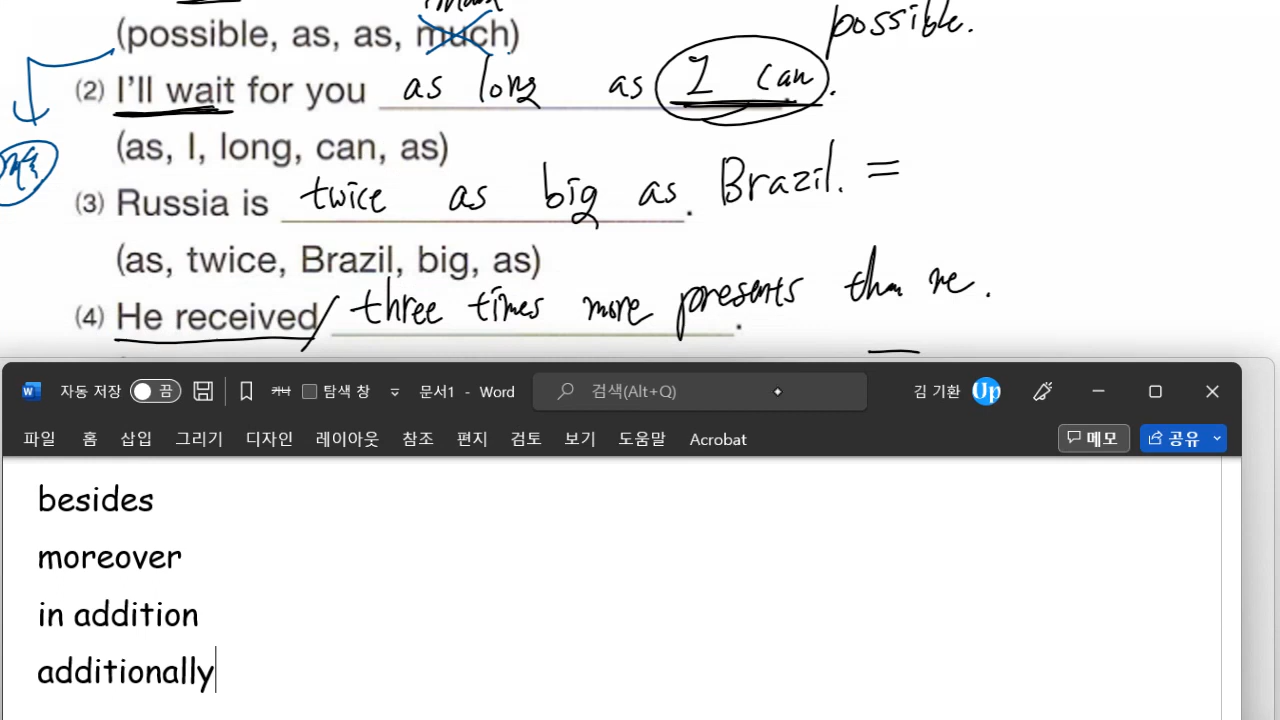 possible.
(possible, as, as, much)
(2) I'll wait for you as long as I can.
(as, I, long, can, as)
(3) Russia is twice as big as. Brazil. =
(as, twice, Brazil, big, as)
(4) He received / three times more presents than me.
자동 저장 끔 가나 탐색 창 문서1 - Word 검색(Alt+Q) 김 기환 Up
파일 홈 삽입 그리기 디자인 레이아웃 참조 편지 검토 보기 도움말 Acrobat 메모 공유
besides
moreover
in addition
additionally